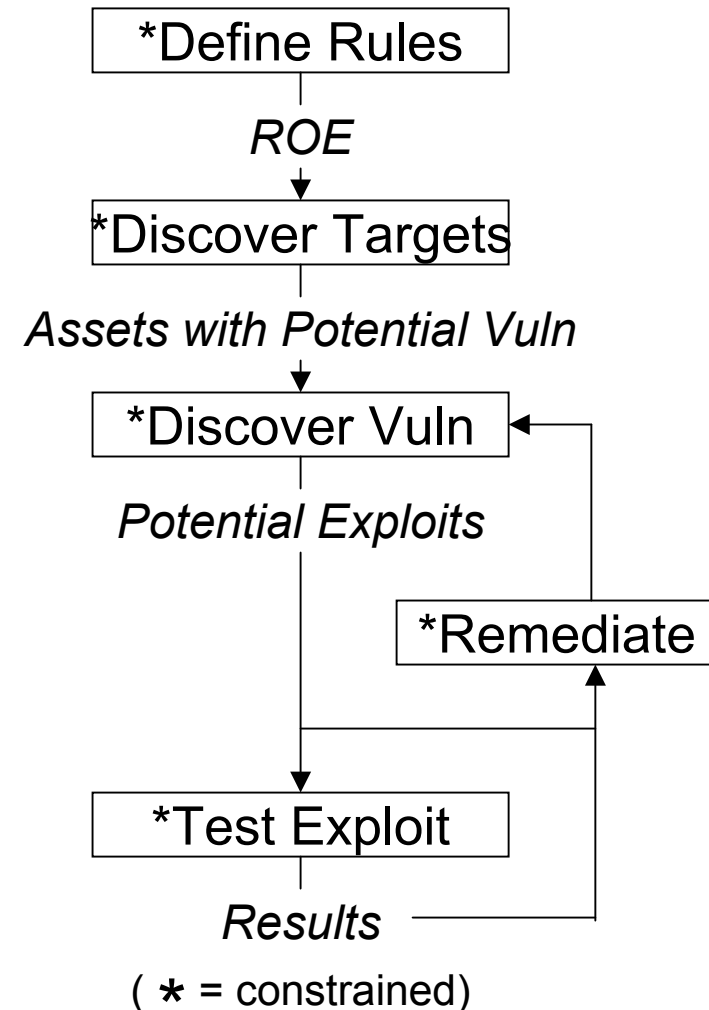 *Define Rules
ROE
*Discover Targets
Assets with Potential Vuln
*Discover Vuln
Potential Exploits
*Remediate
*Test Exploit
Results
( * = constrained)